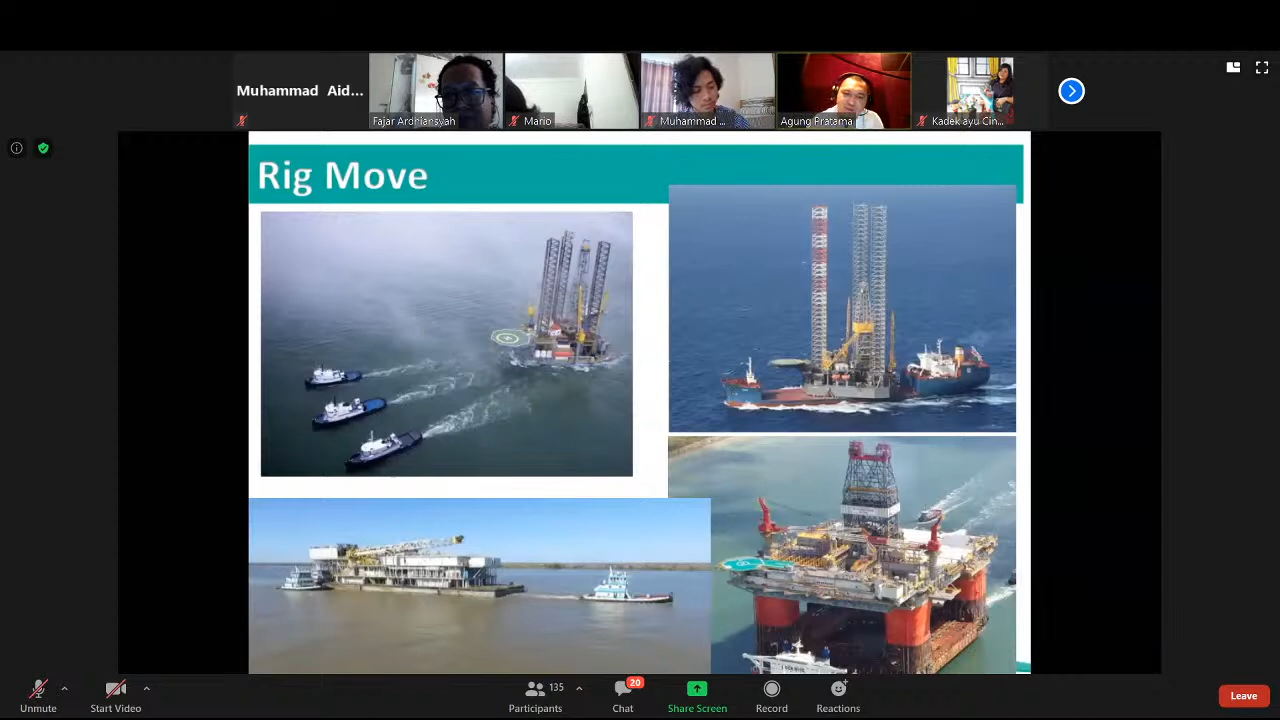 Muhammad Aid...
Fajar Ardhiansyah
Mario
Muhammad ...
Agung Pratama
Kadek ayu Cin...
Rig Move
Unmute
Start Video
Participants
135
Chat
20
Share Screen
Record
Reactions
Leave